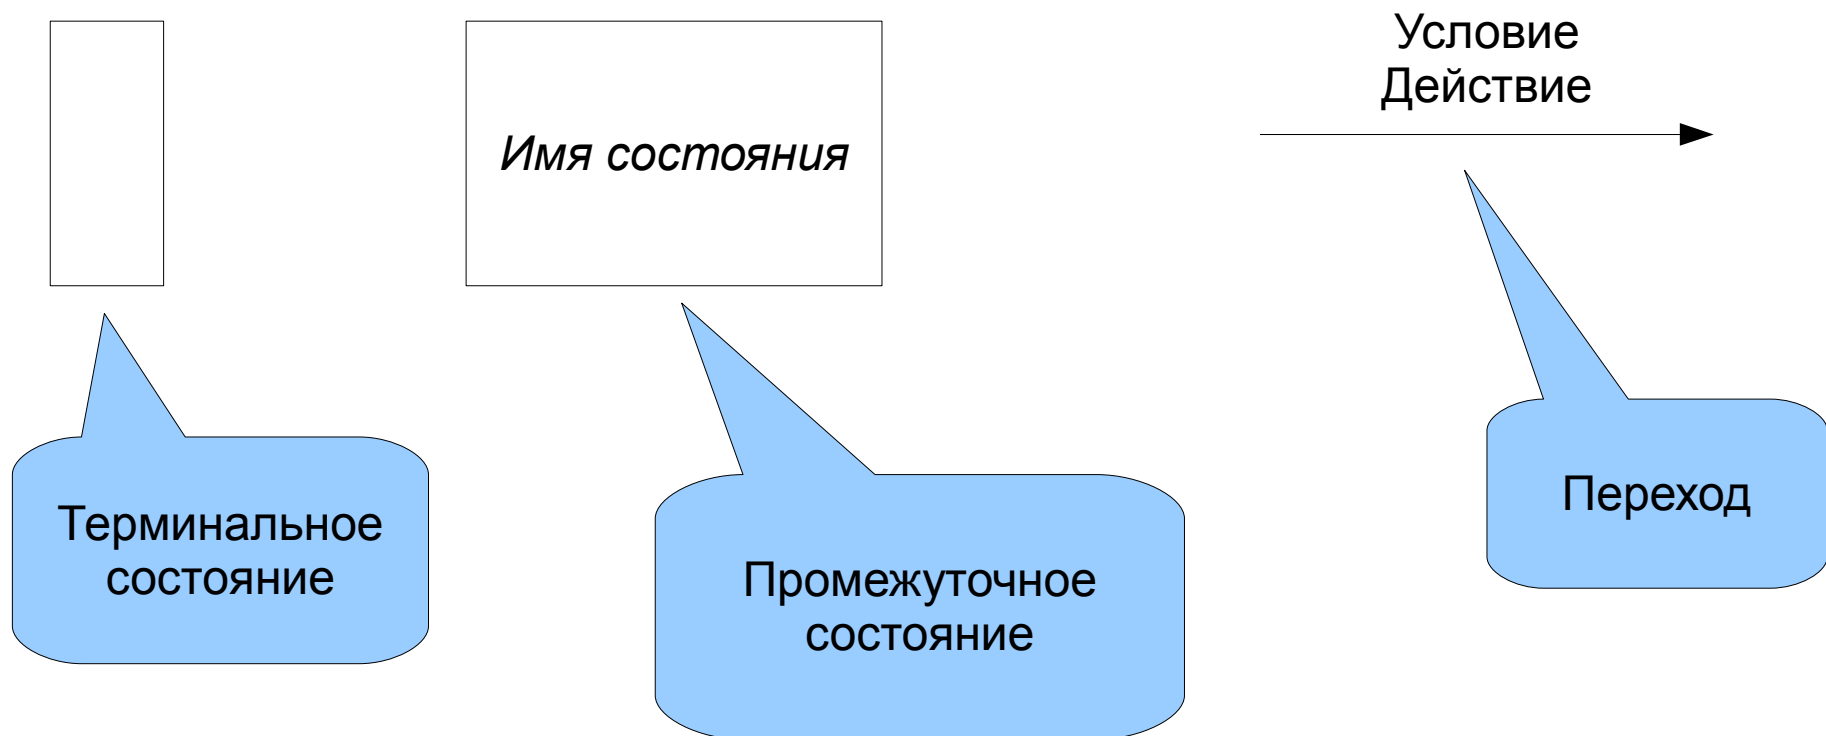 Условие
Действие
Имя состояния
Терминальное
состояние
Промежуточное
состояние
Переход